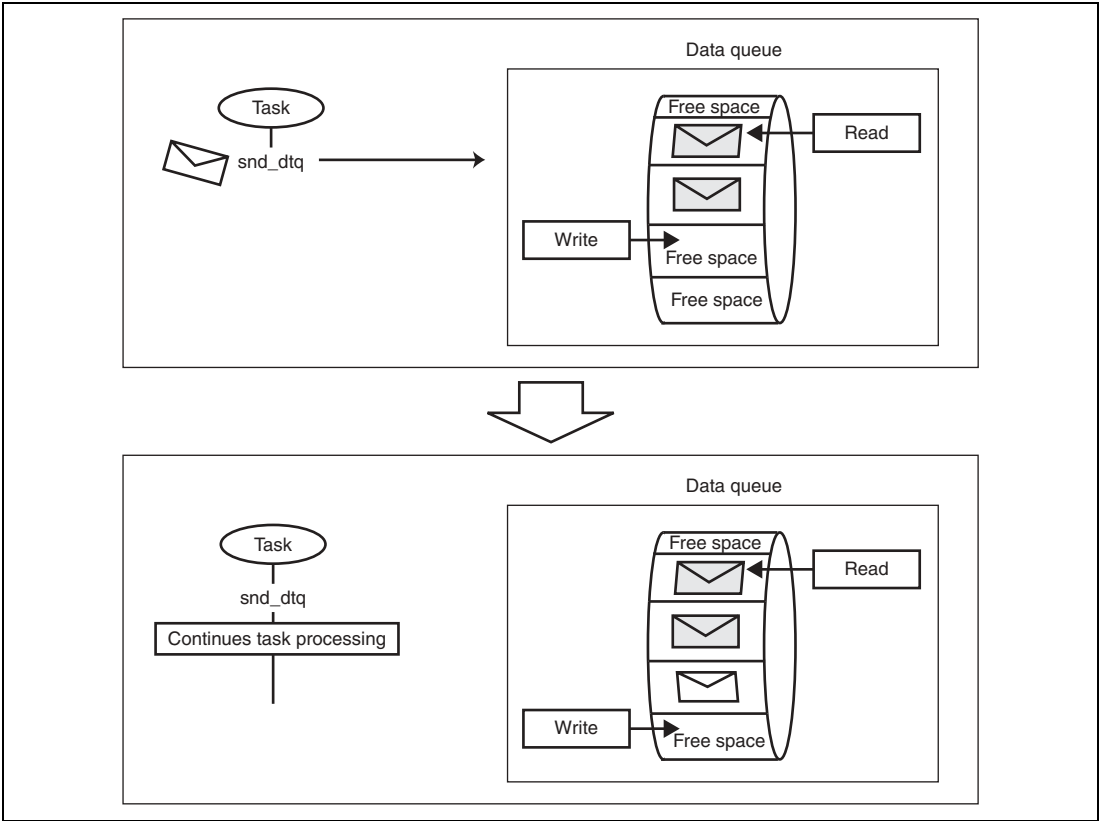 Data queue
Task
Free space
Read
snd_dtq
Write
Free space
Free space
Data queue
Task
Free space
Read
snd_dtq
Continues task processing
Write
Free space